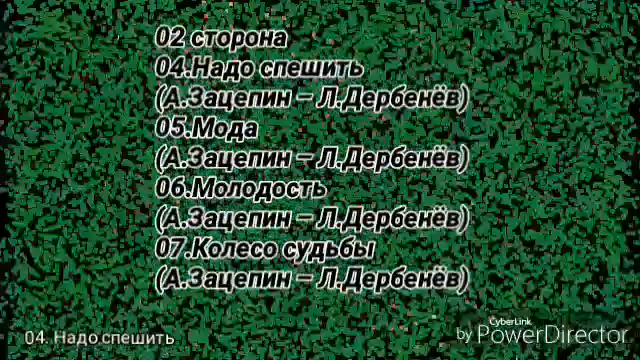 02 сторона
04.Надо спешить
(А.Зацепин – Л.Дербенёв)
05.Мода
(А.Зацепин – Л.Дербенёв)
06.Молодость
(А.Зацепин – Л.Дербенёв)
07.Колесо судьбы
(А.Зацепин – Л.Дербенёв)
04. Надо спешить
CyberLink
by PowerDirector